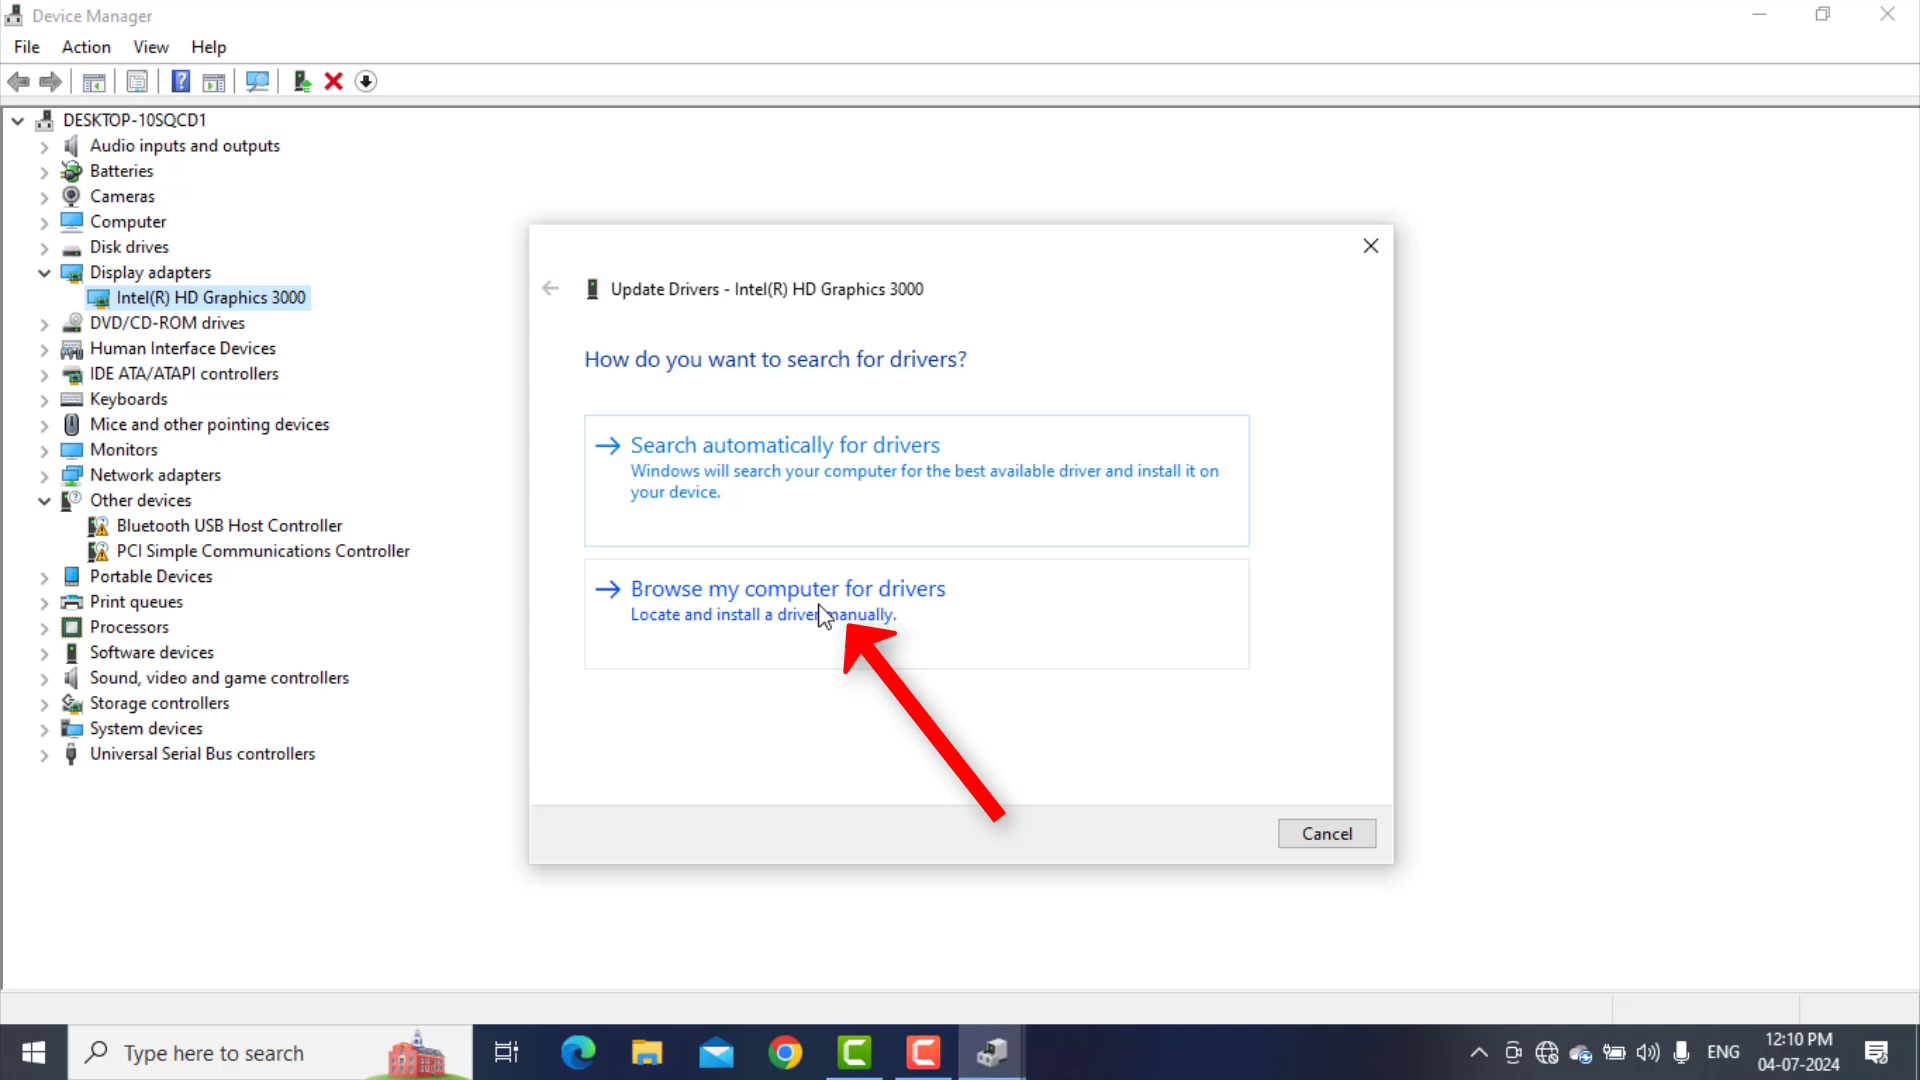 Device Manager
File Action View Help
DESKTOP-10SQCD1
Audio inputs and outputs
Batteries
Cameras
Computer
Disk drives
Display adapters
Intel(R) HD Graphics 3000
DVD/CD-ROM drives
Human Interface Devices
IDE ATA/ATAPI controllers
Keyboards
Mice and other pointing devices
Monitors
Network adapters
Other devices
Bluetooth USB Host Controller
PCI Simple Communications Controller
Portable Devices
Print queues
Processors
Software devices
Sound, video and game controllers
Storage controllers
System devices
Universal Serial Bus controllers
Update Drivers - Intel(R) HD Graphics 3000
How do you want to search for drivers?
Search automatically for drivers
Windows will search your computer for the best available driver and install it on
your device.
Browse my computer for drivers
Locate and install a driver manually.
Cancel
Type here to search
ENG
12:10 PM
04-07-2024